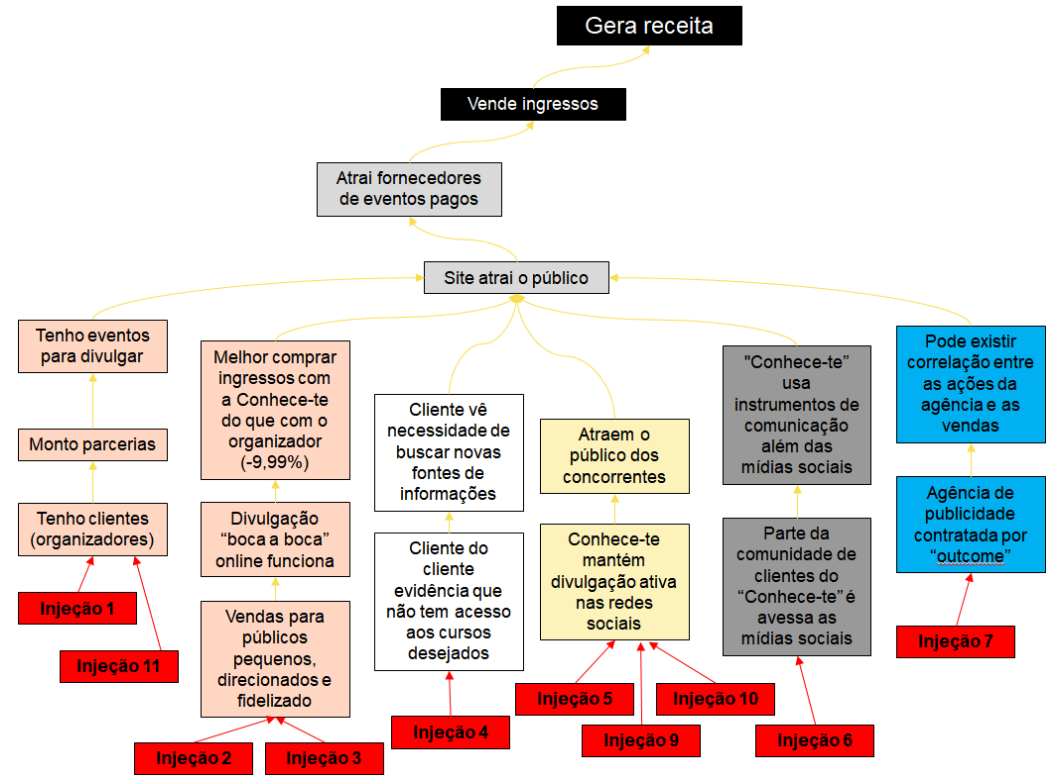 Gera receita
Vende ingressos
Atrai fornecedores
de eventos pagos
Site atrai o público
Tenho eventos
para divulgar
Monto parcerias
Tenho clientes
(organizadores)
Injeção 1
Injeção 11
Melhor comprar
ingressos com
a Conhece-te
do que com o
organizador
(-9,99%)
Divulgação
“boca a boca”
online funciona
Vendas para
públicos
pequenos,
direcionados e
fidelizado
Injeção 2
Injeção 3
Cliente vê
necessidade de
buscar novas
fontes de
informações
Cliente do
cliente
evidência que
não tem acesso
aos cursos
desejados
Injeção 4
Atraem o
público dos
concorrentes
Conhece-te
mantém
divulgação ativa
nas redes
sociais
Injeção 5
Injeção 9
Injeção 10
"Conhece-te”
usa
instrumentos de
comunicação
além das
mídias sociais
Parte da
comunidade de
clientes do
“Conhece-te” é
avessa as
mídias sociais
Injeção 6
Pode existir
correlação entre
as ações da
agência e as
vendas
Agência de
publicidade
contratada por
“outcome”
Injeção 7